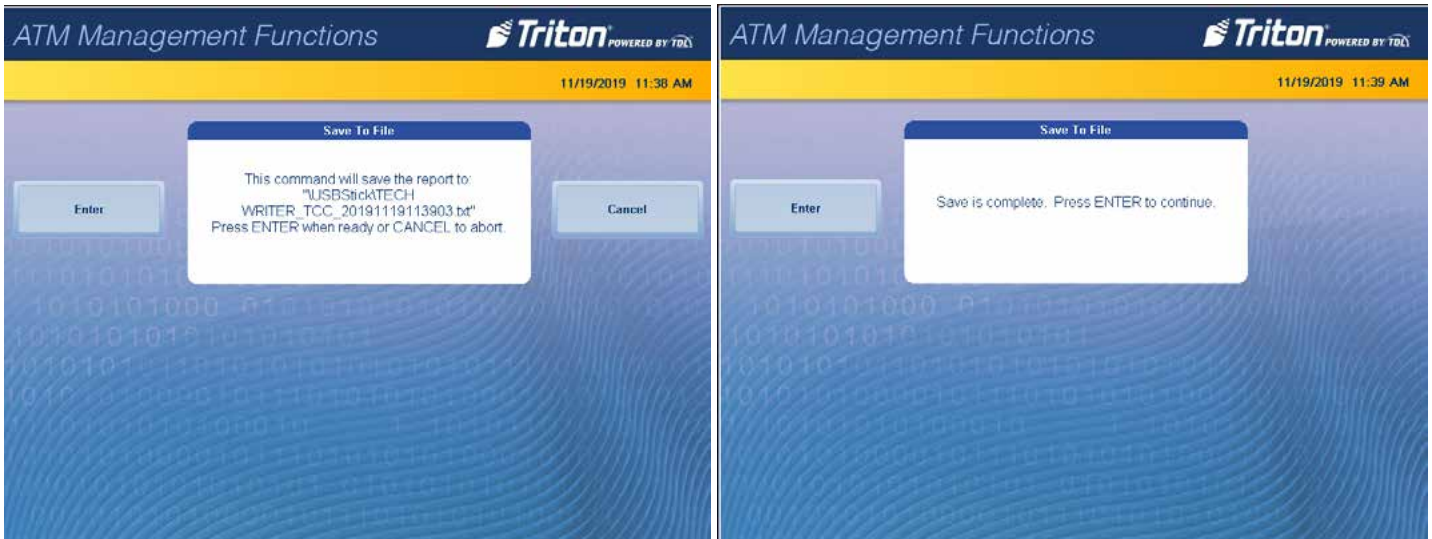 ATM Management Functions
Triton POWERED BY TDL
11/19/2019 11:38 AM
Save To File
This command will save the report to:
"\USBStick\TECH
WRITER_TCC_20191119113903.txt"
Press ENTER when ready or CANCEL to abort.
Enter
Cancel
ATM Management Functions
Triton POWERED BY TDL
11/19/2019 11:39 AM
Save To File
Save is complete. Press ENTER to continue.
Enter